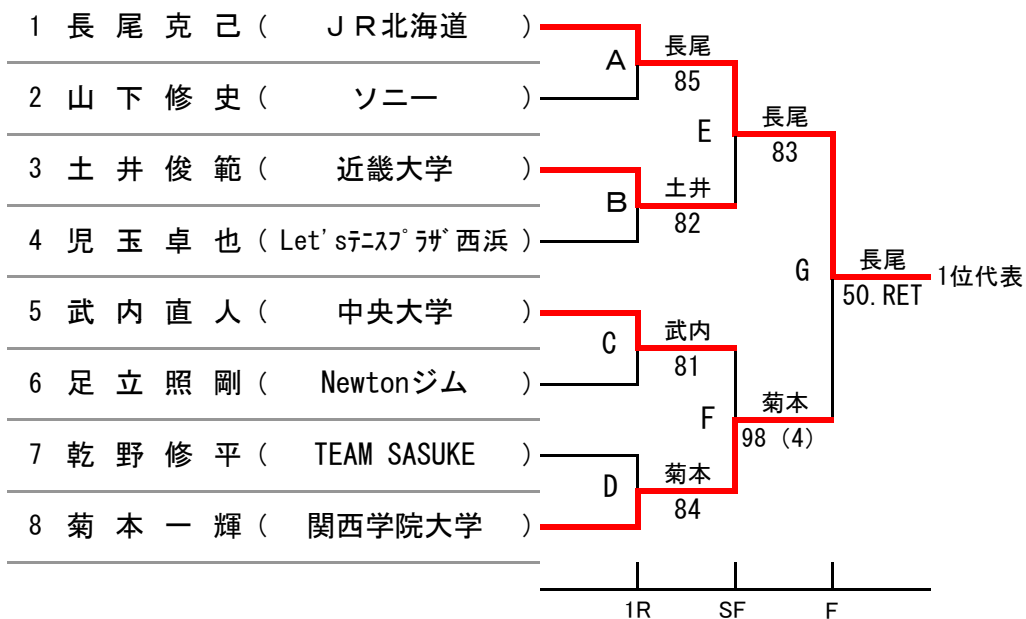 1 長 尾 克 己 ( ＪＲ北海道 )
2 山 下 修 史 ( ソニー )
3 土 井 俊 範 ( 近畿大学 )
4 児 玉 卓 也 ( Let'sﾃﾆｽﾌﾟﾗｻﾞ西浜 )
5 武 内 直 人 ( 中央大学 )
6 足 立 照 剛 ( Newtonジム )
7 乾 野 修 平 ( TEAM SASUKE )
8 菊 本 一 輝 ( 関西学院大学 )
A
長尾
85
B
土井
82
C
武内
81
D
菊本
84
E
長尾
83
F
菊本
98 (4)
G
長尾
50.RET
1位代表
1R SF F